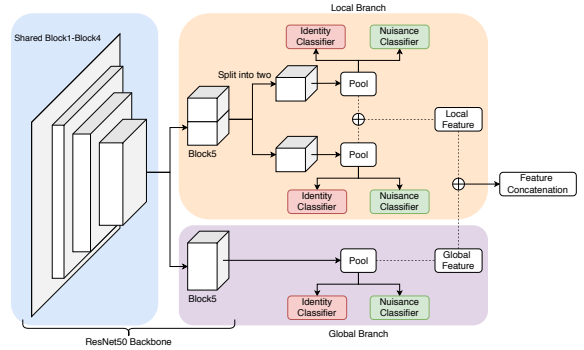 Local Branch
Shared Block1-Block4
Identity
Classifier
Nuisance
Classifier
Split into two
Pool
Block5
Local
Feature
Pool
Feature
Concatenation
Identity
Classifier
Nuisance
Classifier
Pool
Global
Feature
Block5
Identity
Classifier
Nuisance
Classifier
Global Branch
ResNet50 Backbone